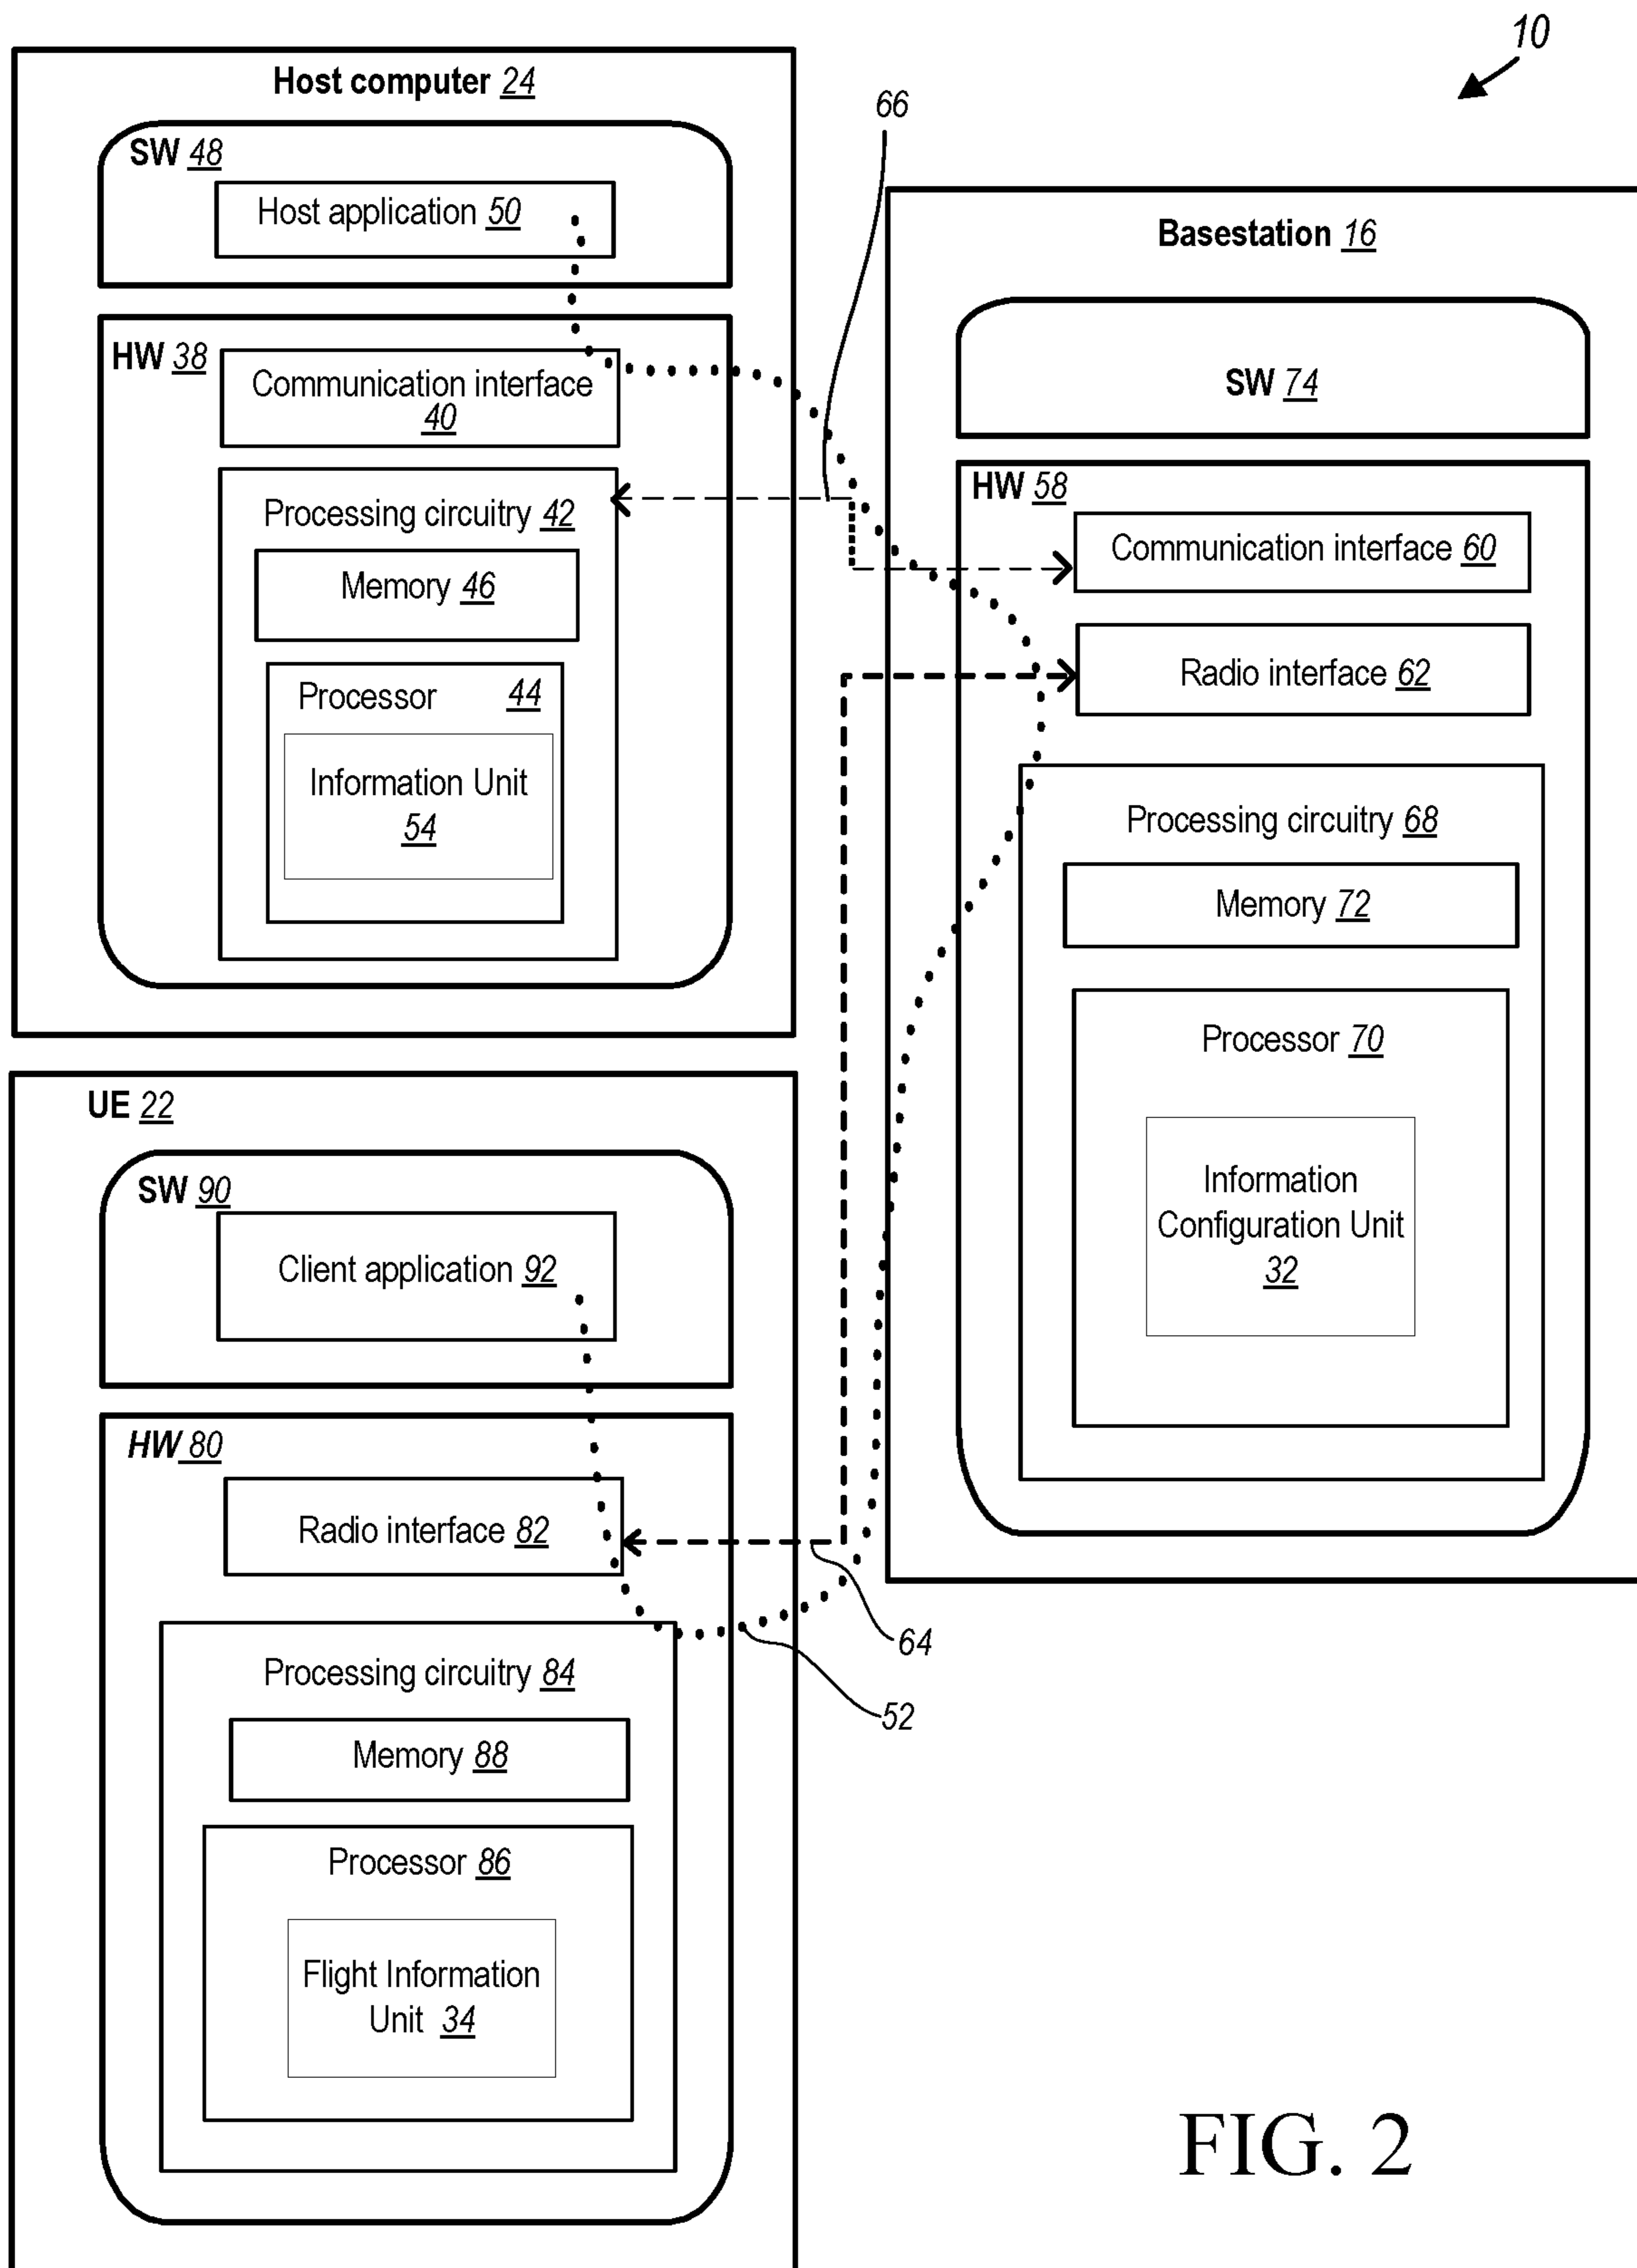 10
Host computer 24
SW 48
Host application 50
HW 38
Communication interface
40
Processing circuitry 42
Memory 46
Processor 44
Information Unit
54
66
Basestation 16
SW 74
HW 58
Communication interface 60
Radio interface 62
Processing circuitry 68
Memory 72
Processor 70
Information
Configuration Unit
32
UE 22
SW 90
Client application 92
HW 80
Radio interface 82
Processing circuitry 84
Memory 88
Processor 86
Flight Information
Unit 34
64
52
FIG. 2